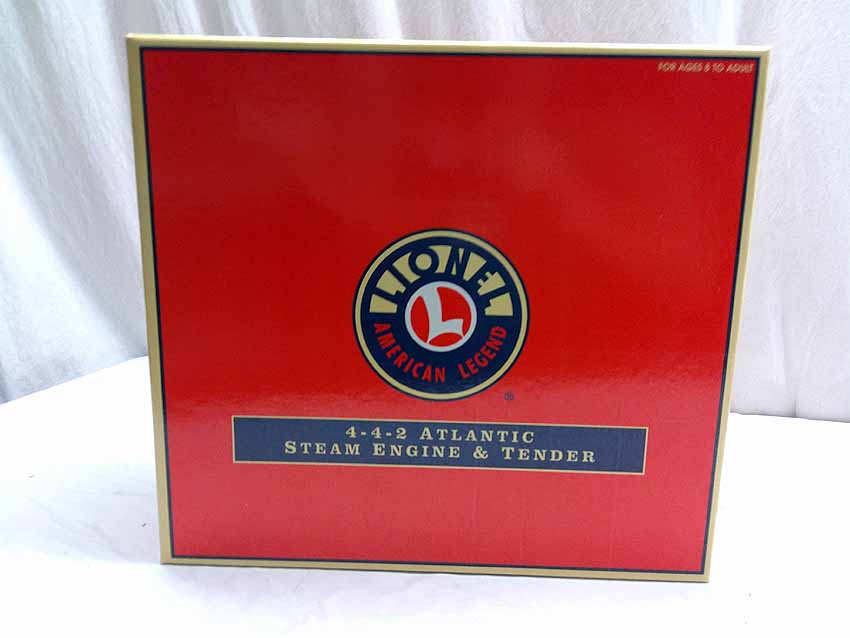 FOR AGES 8 TO ADULT
LIONEL
L
AMERICAN LEGEND
®
4-4-2 ATLANTIC
STEAM ENGINE & TENDER